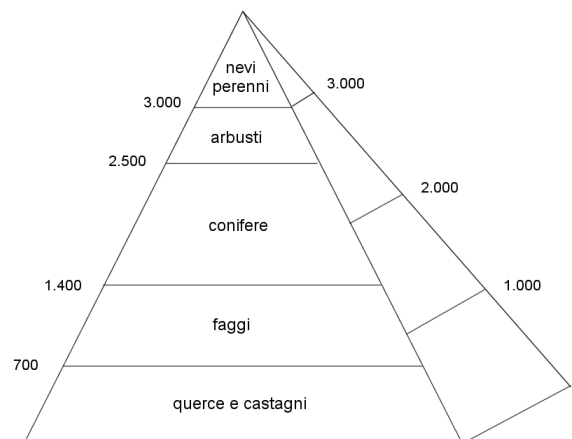 nevi
perenni
3.000
3.000
arbusti
2.500
2.000
conifere
1.400
1.000
faggi
700
querce e castagni